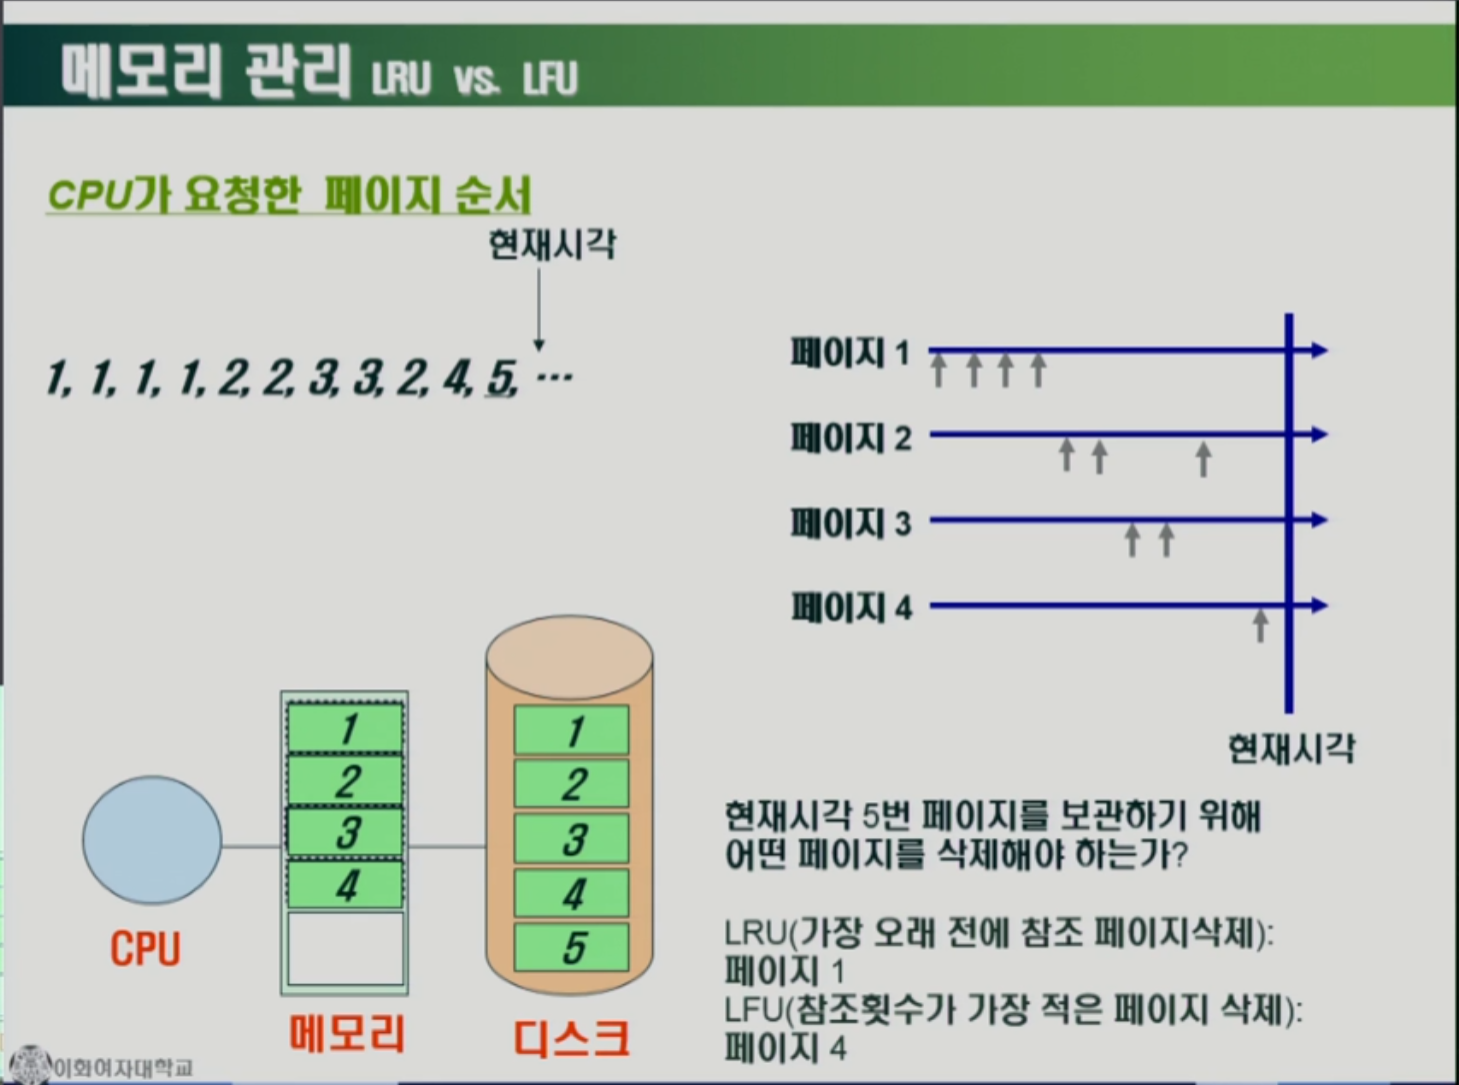 메모리 관리 LRU vs. LFU
CPU가 요청한 페이지 순서
현재시각
1, 1, 1, 1, 2, 2, 3, 3, 2, 4, 5, ⋯
페이지 1
페이지 2
페이지 3
페이지 4
현재시각
1
2
3
4
1
2
3
4
5
CPU
메모리
디스크
현재시각 5번 페이지를 보관하기 위해
어떤 페이지를 삭제해야 하는가?
LRU(가장 오래 전에 참조 페이지삭제):
페이지 1
LFU(참조횟수가 가장 적은 페이지 삭제):
페이지 4
이화여자대학교